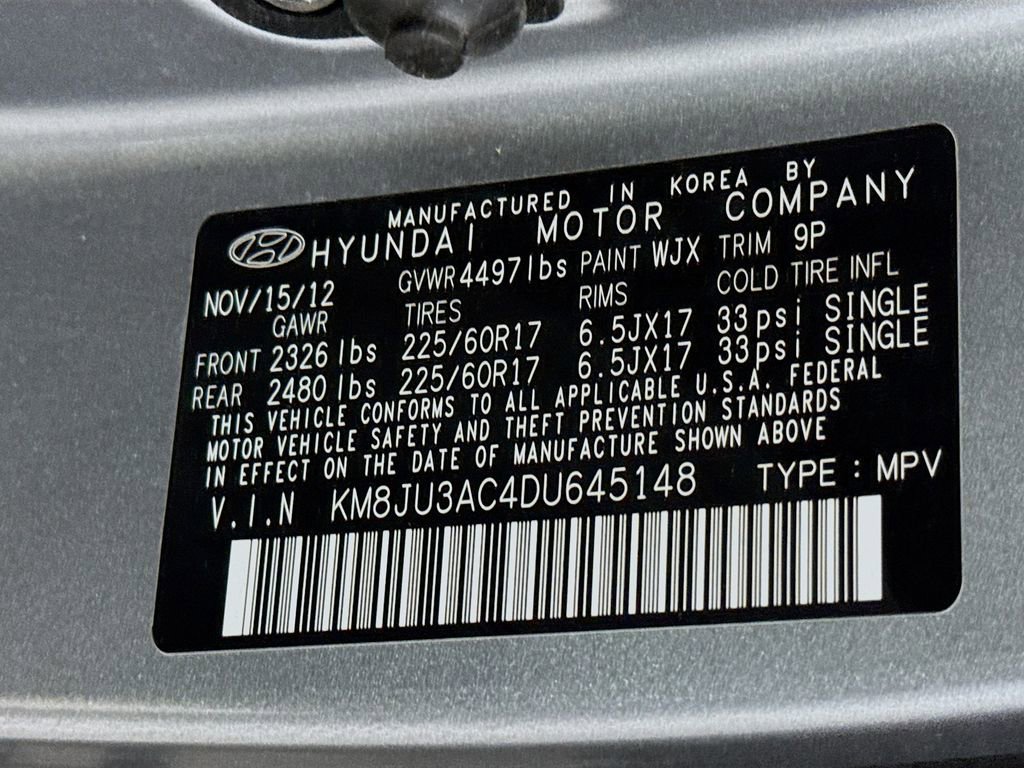 MANUFACTURED IN KOREA BY
HYUNDAI MOTOR COMPANY
NOV/15/12 GVWR 4497lbs PAINT WJX TRIM 9P
GAWR TIRES RIMS COLD TIRE INFL
FRONT 2326 lbs 225/60R17 6.5JX17 33psi SINGLE
REAR 2480 lbs 225/60R17 6.5JX17 33psi SINGLE
THIS VEHICLE CONFORMS TO ALL APPLICABLE U.S.A. FEDERAL
MOTOR VEHICLE SAFETY AND THEFT PREVENTION STANDARDS
IN EFFECT ON THE DATE OF MANUFACTURE SHOWN ABOVE
V.I.N KM8JU3AC4DU645148 TYPE : MPV